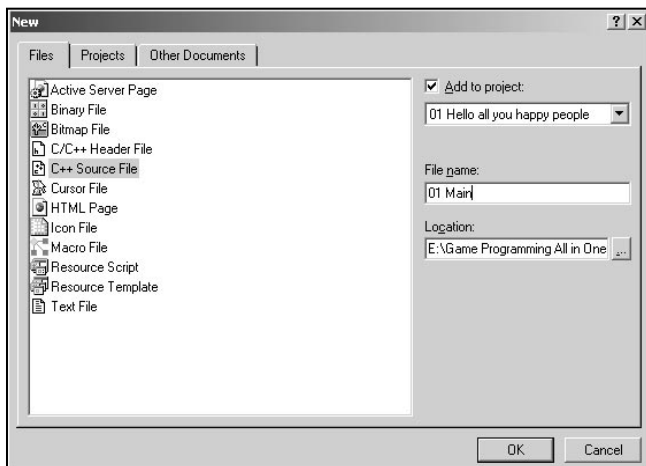 New
Files
Projects
Other Documents
Active Server Page
Binary File
Bitmap File
C/C++ Header File
C++ Source File
Cursor File
HTML Page
Icon File
Macro File
Resource Script
Resource Template
Text File
Add to project:
01 Hello all you happy people
File name:
01 Main
Location:
E:\Game Programming All in One
...
OK
Cancel